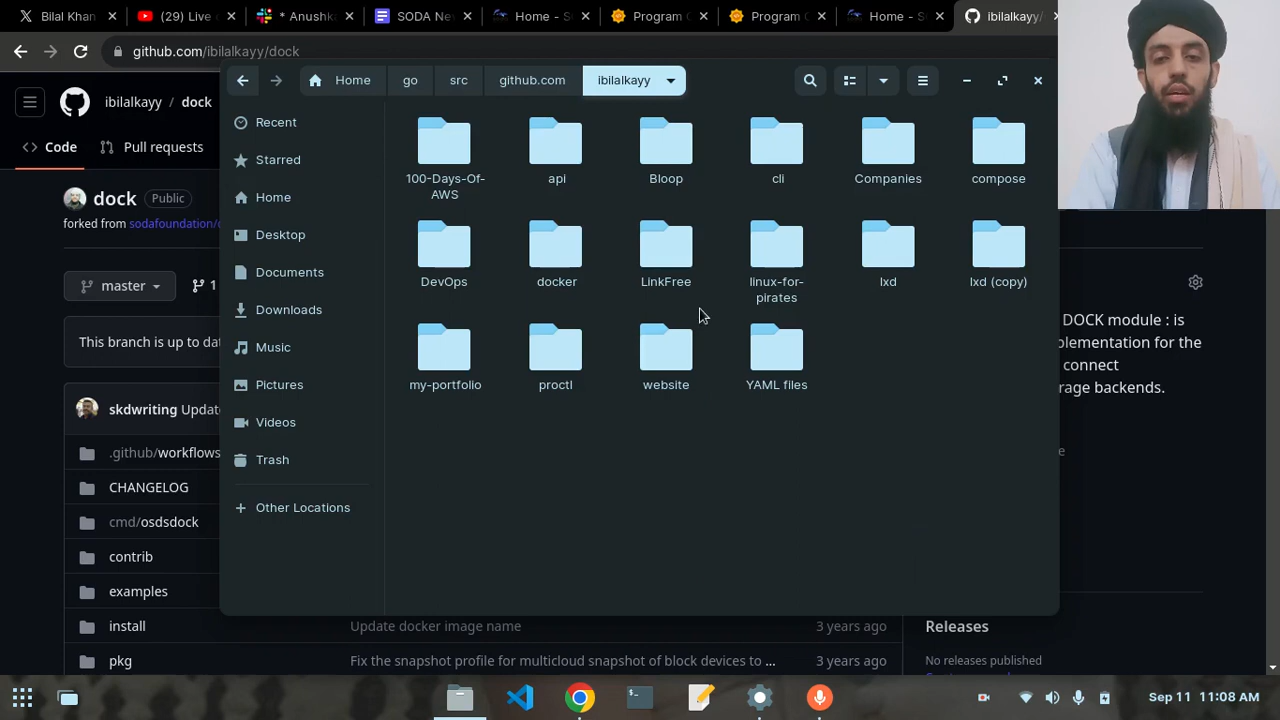 Bilal Khan
(29) Live
* Anushka
SODA Ne
Home - S
Program C
Program C
Home - S
ibilalkayy/
github.com/ibilalkayy/dock
ibilalkayy / dock
Code
Pull requests
dock Public
forked from sodafoundation/
master
1
This branch is up to dat
skdwriting Update
.github/workflows
CHANGELOG
cmd/osdsdock
contrib
examples
install
Update docker image name
3 years ago
pkg
Fix the snapshot profile for multicloud snapshot of block devices to ...
3 years ago
Home
go
src
github.com
ibilalkayy
Recent
Starred
Home
Desktop
Documents
Downloads
Music
Pictures
Videos
Trash
Other Locations
100-Days-Of-
AWS
api
Bloop
cli
Companies
compose
DevOps
docker
LinkFree
linux-for-
pirates
lxd
lxd (copy)
my-portfolio
proctl
website
YAML files
DOCK module : is
plementation for the
connect
rage backends.
Releases
No releases published
Sep 11 11:08 AM